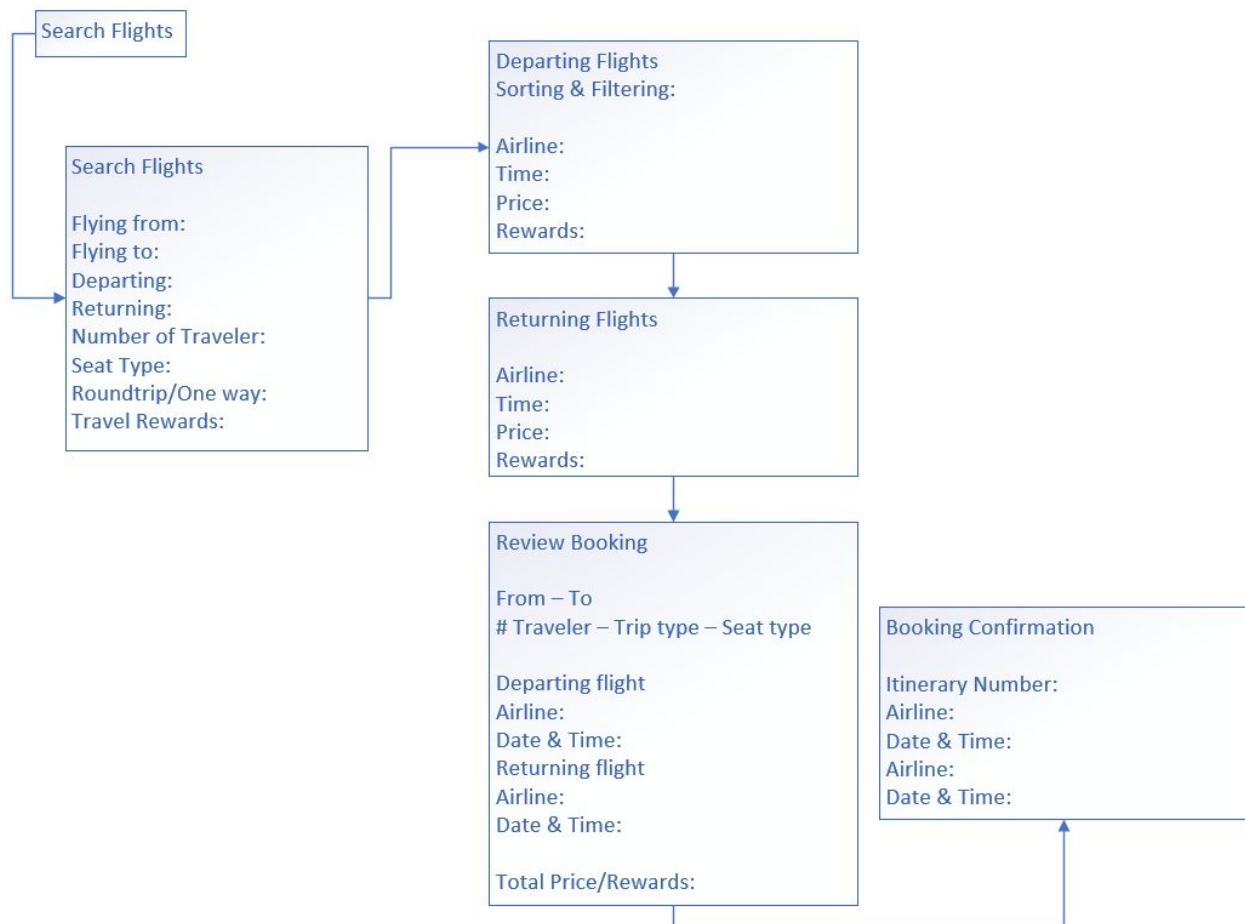 Search Flights
Search Flights
Flying from:
Flying to:
Departing:
Returning:
Number of Traveler:
Seat Type:
Roundtrip/One way:
Travel Rewards:
Departing Flights
Sorting & Filtering:
Airline:
Time:
Price:
Rewards:
Returning Flights
Airline:
Time:
Price:
Rewards:
Review Booking
From – To
# Traveler – Trip type – Seat type
Departing flight
Airline:
Date & Time:
Returning flight
Airline:
Date & Time:
Total Price/Rewards:
Booking Confirmation
Itinerary Number:
Airline:
Date & Time:
Airline:
Date & Time: